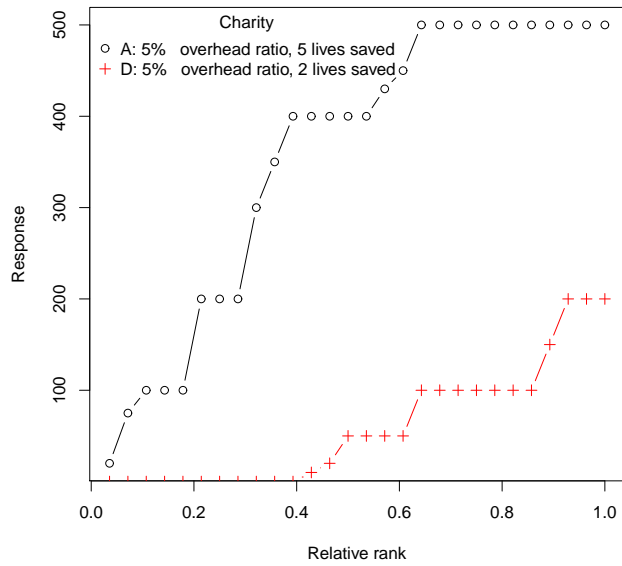 Charity
A: 5% overhead ratio, 5 lives saved
D: 5% overhead ratio, 2 lives saved
Response
500
400
300
200
100
0.0 0.2 0.4 0.6 0.8 1.0
Relative rank